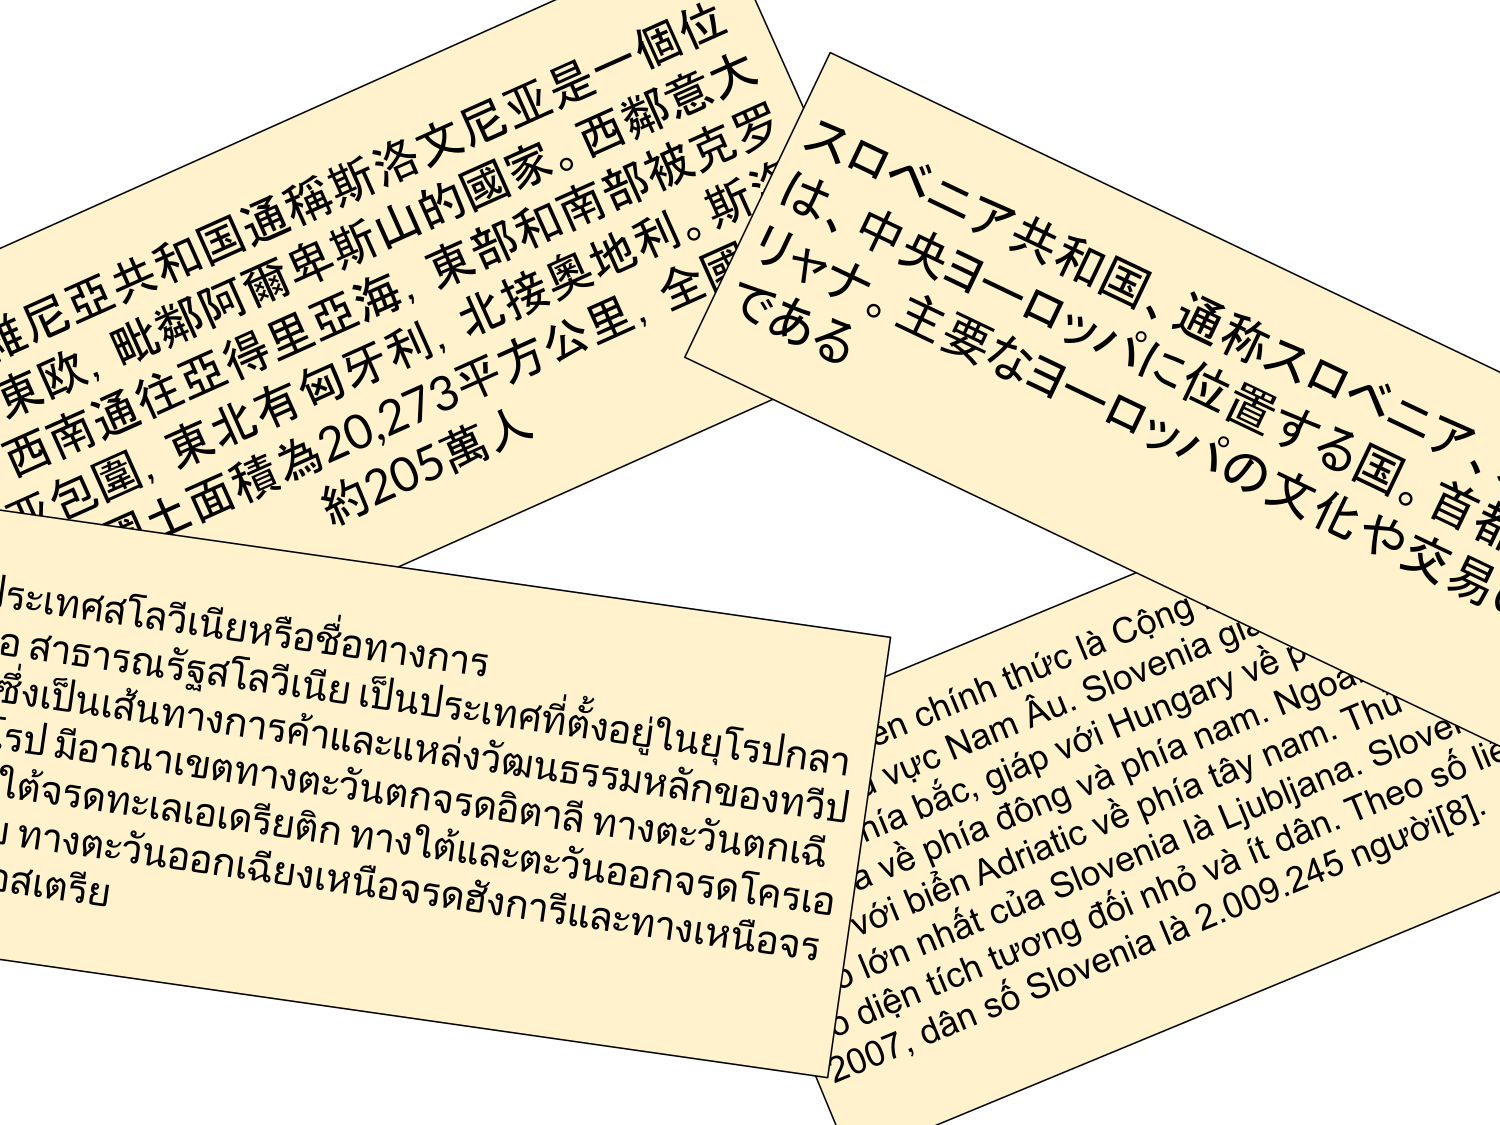 維尼亞共和国通稱斯洛文尼亚是一個位
東欧，毗鄰阿爾卑斯山的國家。西鄰意大
西南通往亞得里亞海，東部和南部被克罗
亚包圍，東北有匈牙利，北接奧地利。斯洛
土面積為20,273平方公里，全國
約205萬人
スロベニア共和国、通称スロベニア、
は、中央ヨーロッパに位置する国。首都
リャナ。主要なヨーロッパの文化や交易
である
ประเทศสโลวีเนียหรือชื่อทางการ
อ สาธารณรัฐสโลวีเนีย เป็นประเทศที่ตั้งอยู่ในยุโรปกลา
ซึ่งเป็นเส้นทางการค้าและแหล่งวัฒนธรรมหลักของทวีป
โรป มีอาณาเขตทางตะวันตกจรดอิตาลี ทางตะวันตกเฉี
ใต้จรดทะเลเอเดรียติก ทางใต้และตะวันออกจรดโครเอ
ย ทางตะวันออกเฉียงเหนือจรดฮังการีและทางเหนือจร
อสเตรีย
chính thức là Cộng
vực Nam Âu. Slovenia giá
hía bắc, giáp với Hungary về p
a về phía đông và phía nam. Ngoài
với biển Adriatic về phía tây nam. Thủ
lớn nhất của Slovenia là Ljubljana. Sloven
diện tích tương đối nhỏ và ít dân. Theo số liệ
2007, dân số Slovenia là 2.009.245 người[8].